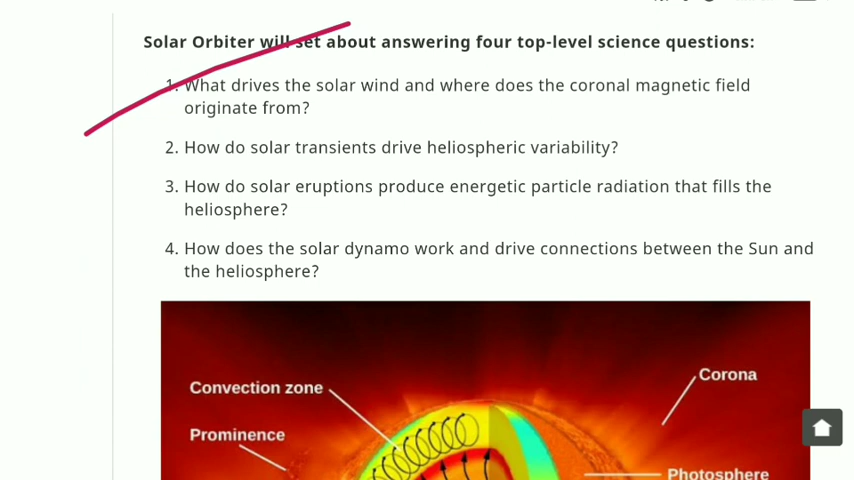 Solar Orbiter will set about answering four top-level science questions:
1. What drives the solar wind and where does the coronal magnetic field
originate from?
2. How do solar transients drive heliospheric variability?
3. How do solar eruptions produce energetic particle radiation that fills the
heliosphere?
4. How does the solar dynamo work and drive connections between the Sun and
the heliosphere?
Corona
Convection zone
Prominence
Photosphere